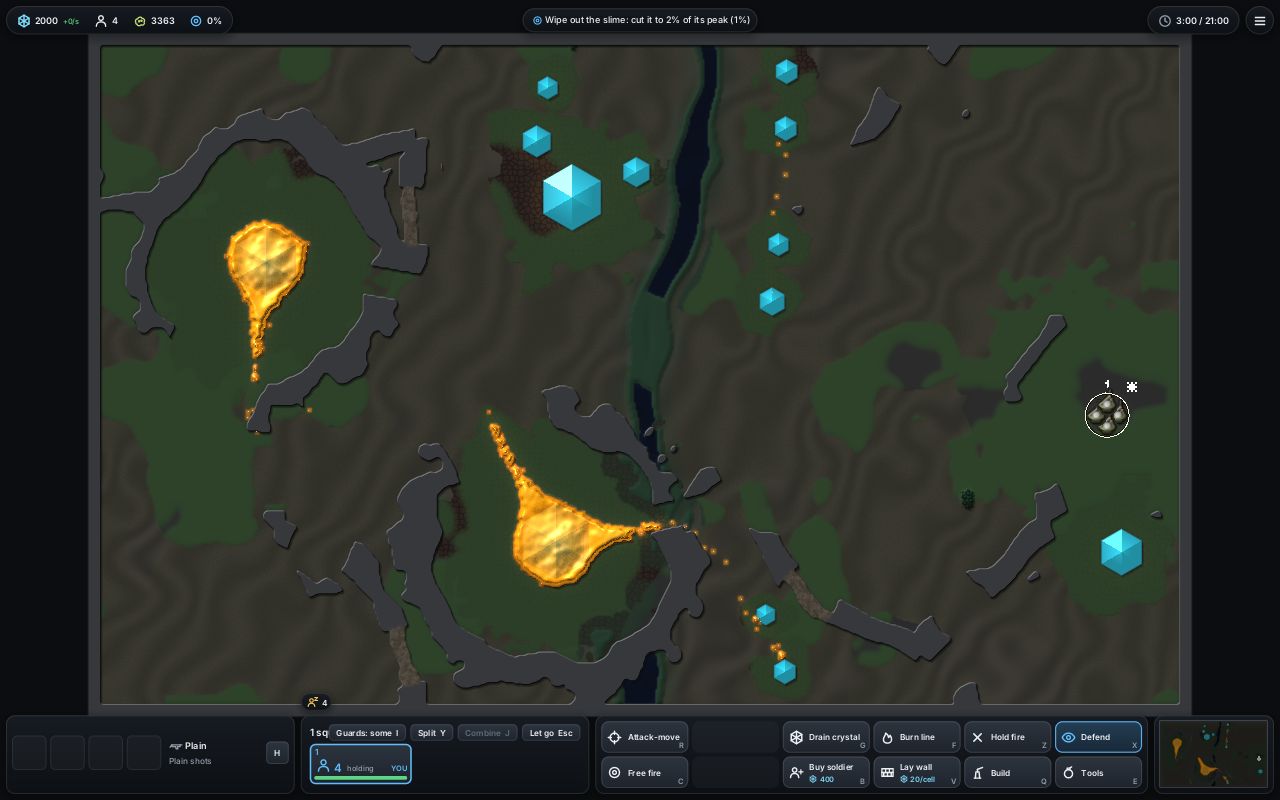 2000 +0/s 4 3363 0%
Wipe out the slime: cut it to 2% of its peak (1%)
3:00 / 21:00
1
4
Plain
Plain shots
H
1 sq
Guards: some I
Split Y
Combine J
Let go Esc
1
4 holding YOU
Attack-move R
Drain crystal G
Burn line F
Hold fire Z
Defend X
Free fire C
Buy soldier 400 B
Lay wall 20/cell V
Build Q
Tools E